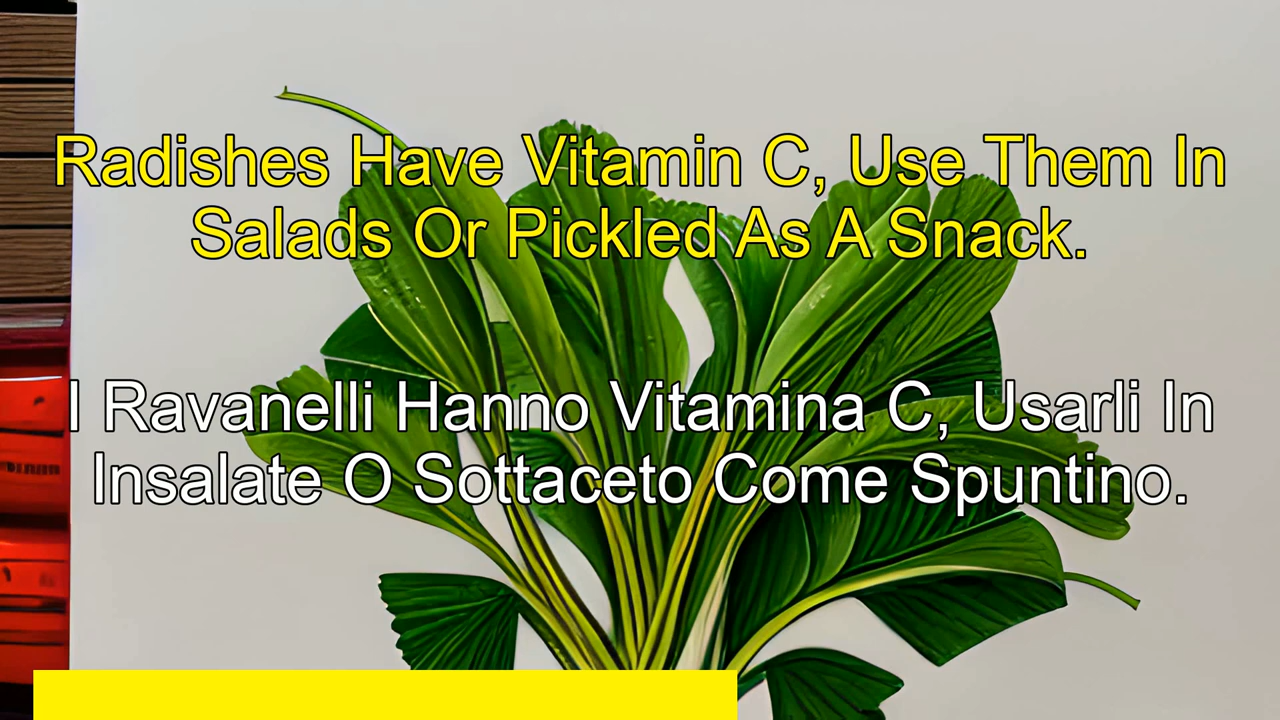 Radishes Have Vitamin C, Use Them In
Salads Or Pickled As A Snack.
I Ravanelli Hanno Vitamina C, Usarli In
Insalate O Sottaceto Come Spuntino.